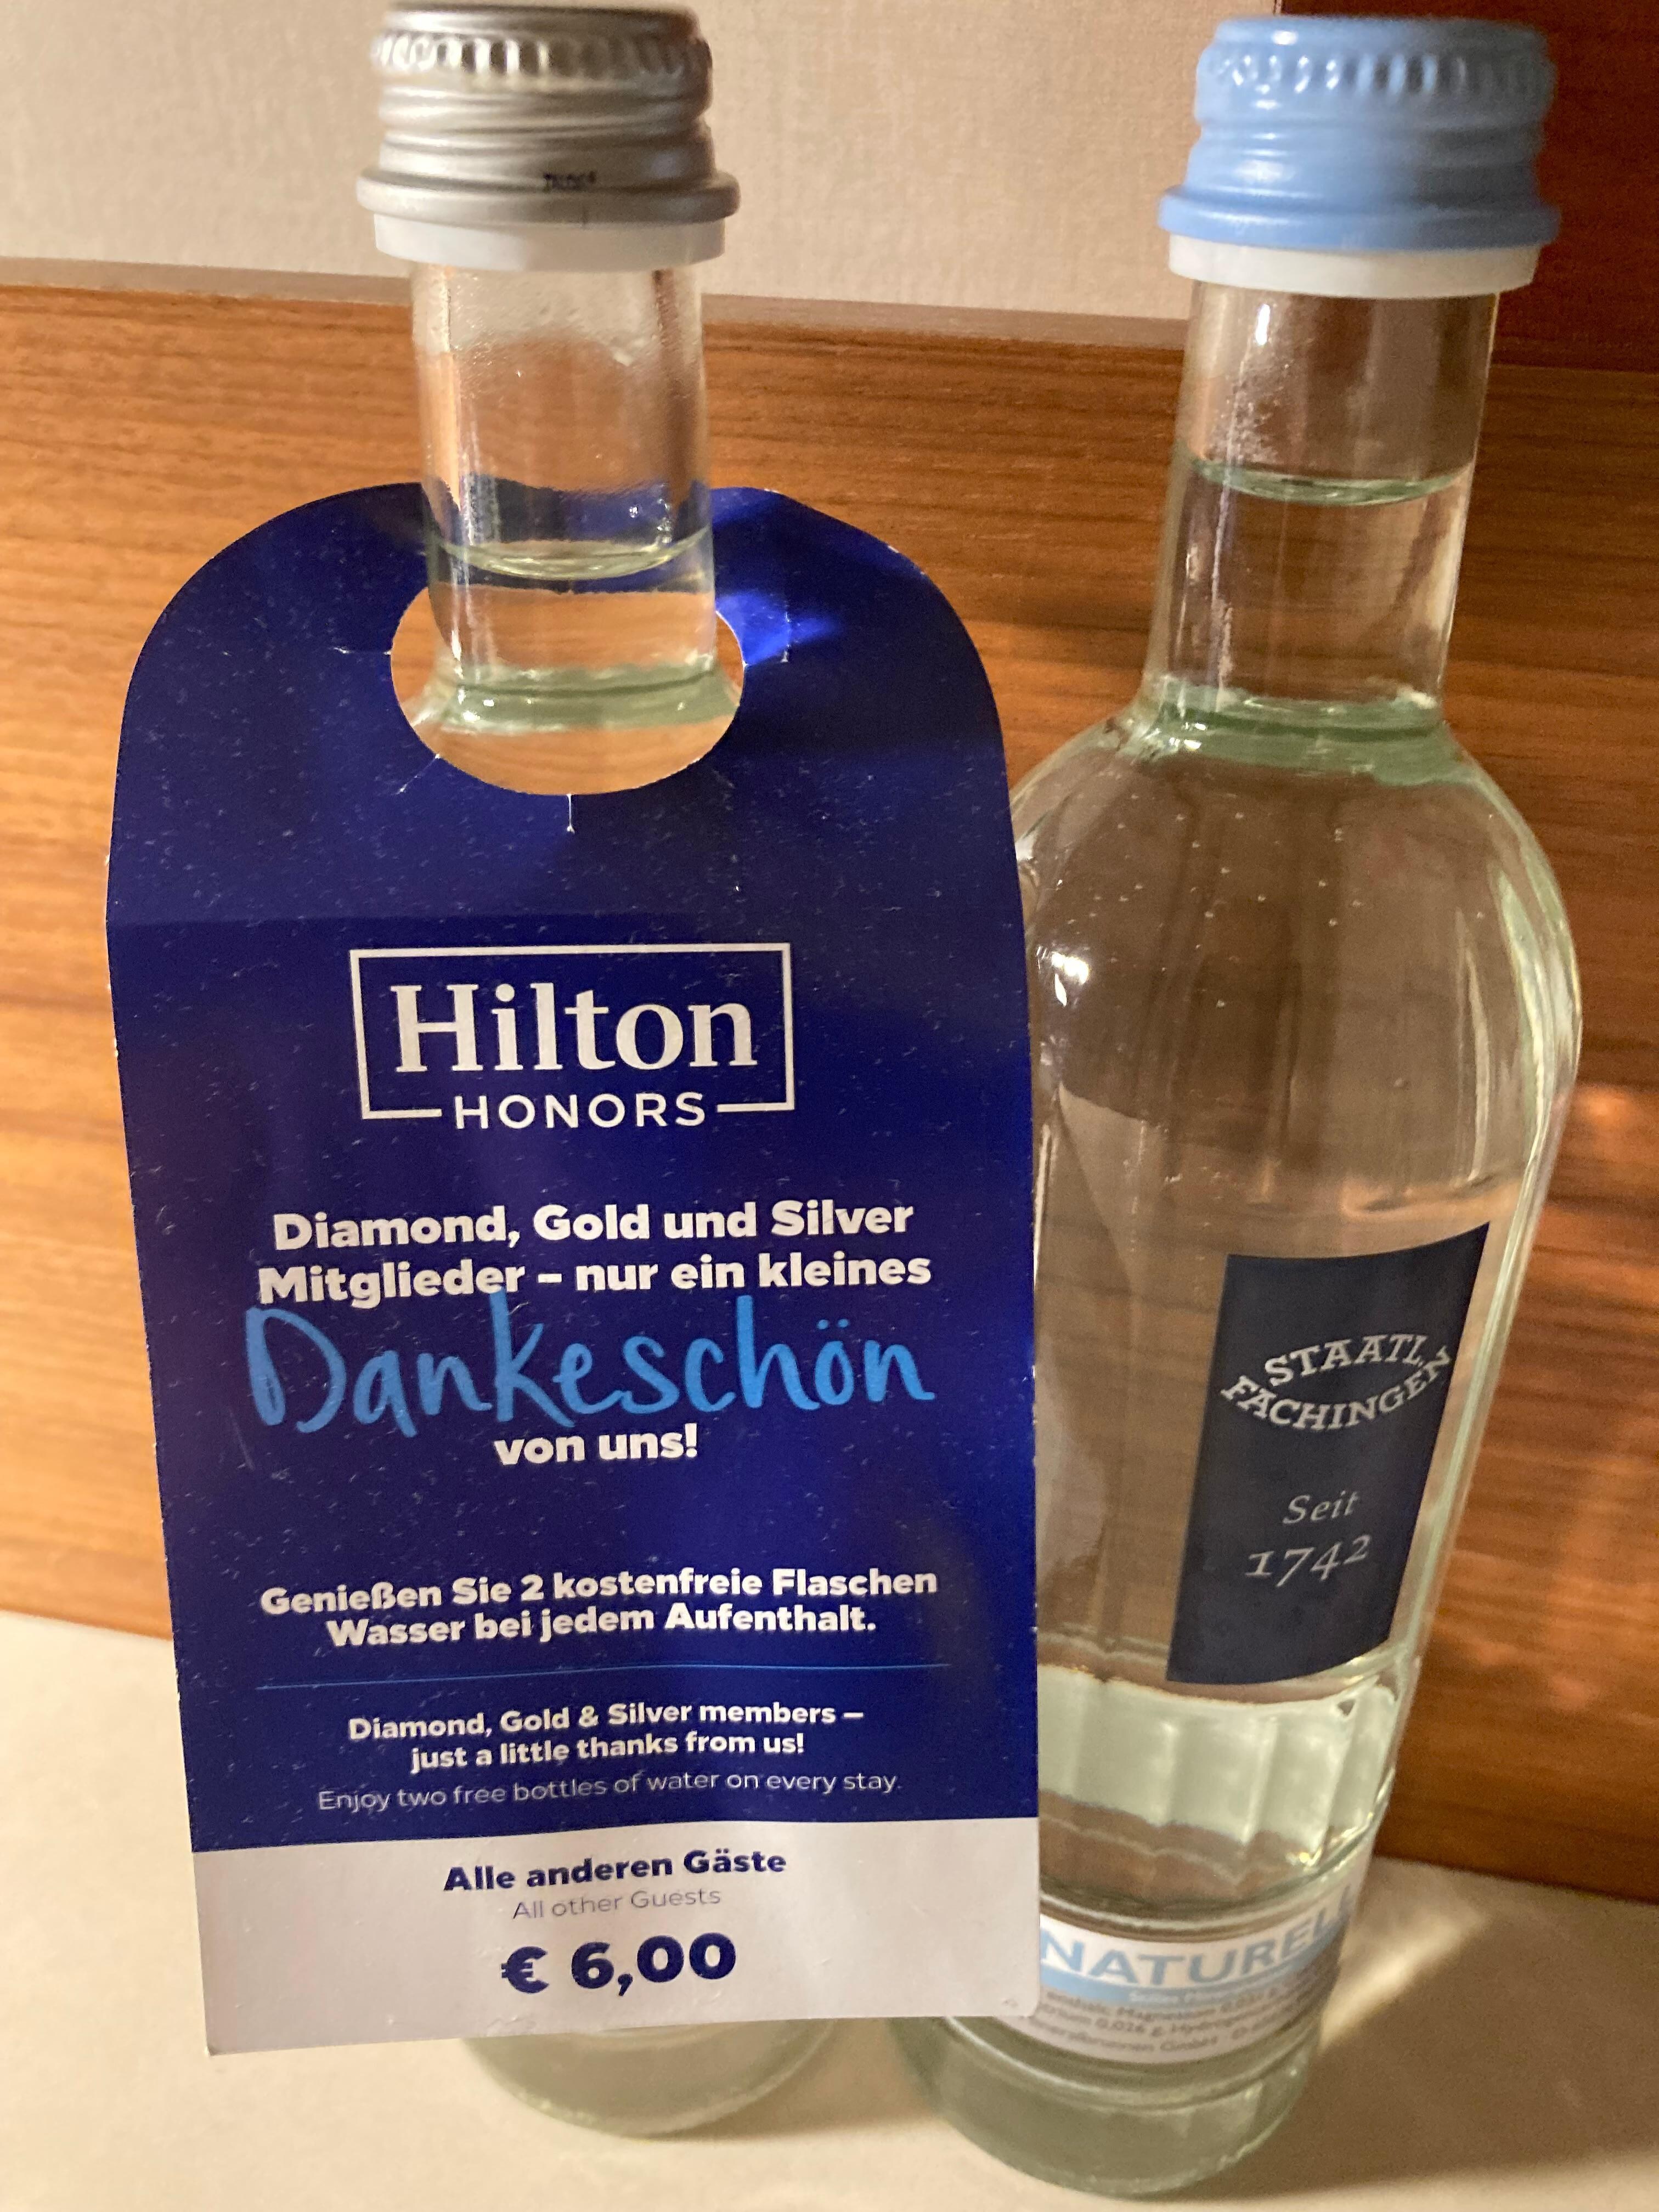 Hilton
HONORS
Diamond, Gold und Silver
Mitglieder – nur ein kleines
Dankeschön
von uns!
Genießen Sie 2 kostenfreie Flaschen
Wasser bei jedem Aufenthalt.
Diamond, Gold & Silver members –
just a little thanks from us!
Enjoy two free bottles of water on every stay.
Alle anderen Gäste
All other Guests
€ 6,00
STAATL.
FACHINGEN
Seit
1742
NATUREL